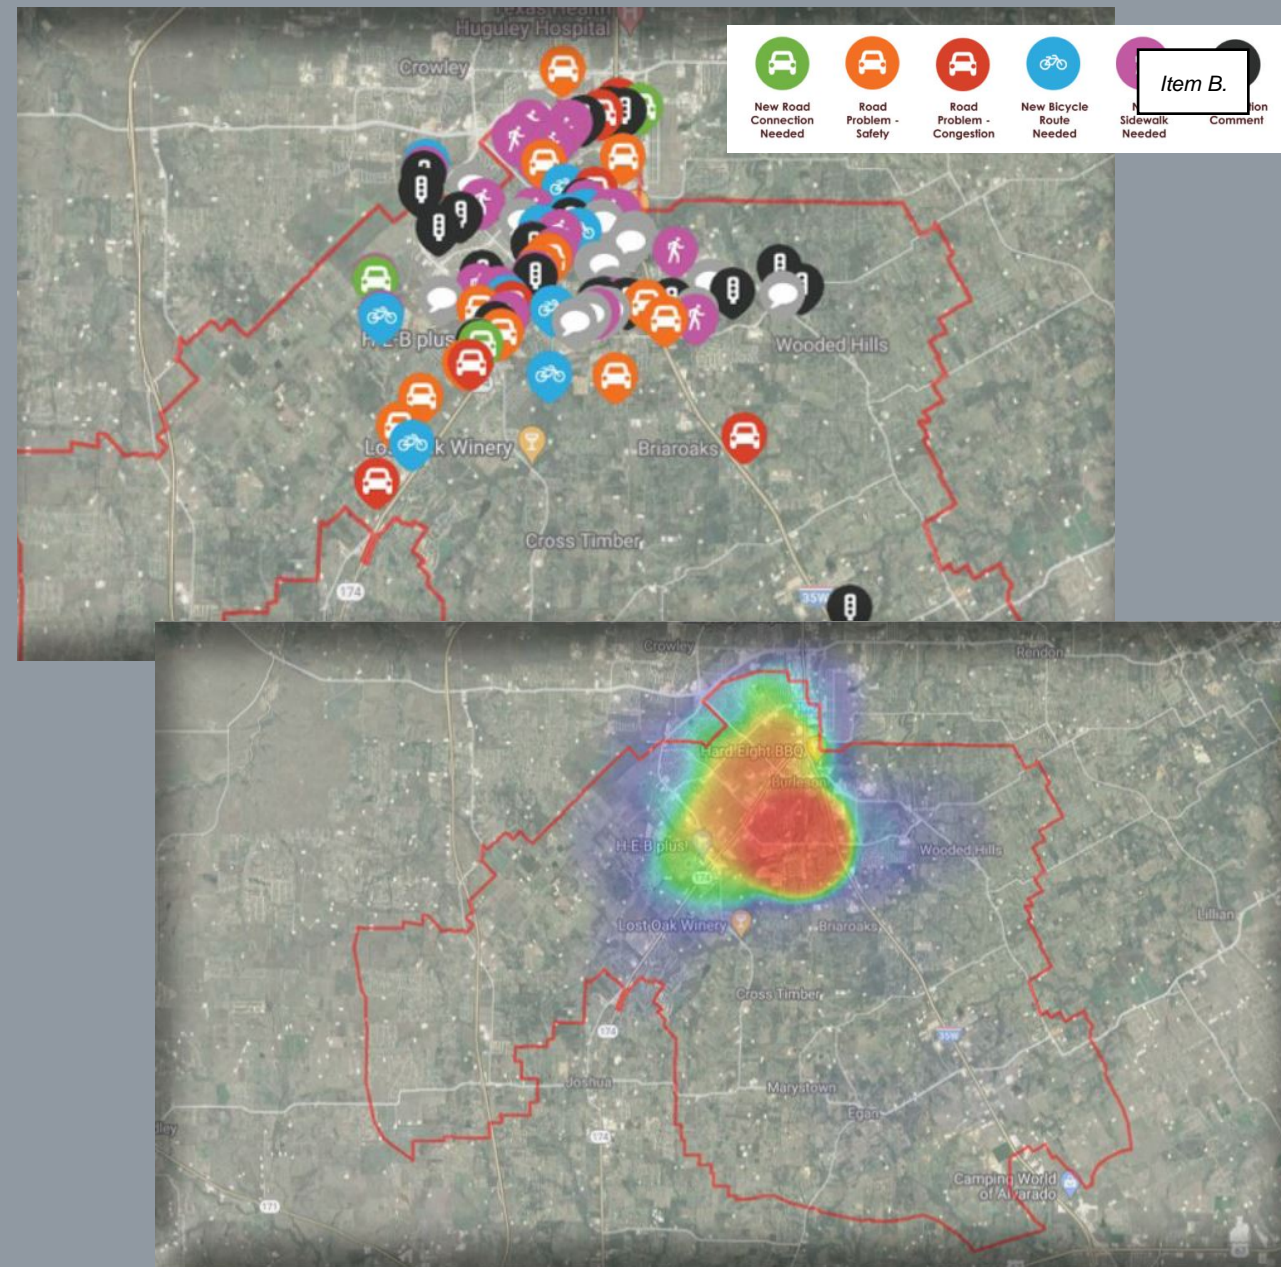 Texas Health
Huguley Hospital
Crowley
New Road
Connection
Needed
Road
Problem -
Safety
Road
Problem -
Congestion
New Bicycle
Route
Needed
Sidewalk
Needed
Comment
Item B.
H-E-B plus
Wooded Hills
Lost Oak Winery
Briaroaks
Cross Timber
174
35W
Crowley
Rendon
Hard Eight BBQ
Burleson
H-E-B plus!
Wooded Hills
174
Lost Oak Winery
Briaroaks
Lillian
Cross Timber
174
35W
Joshua
Marystown
Egan
174
Camping World
of Alvarado
171